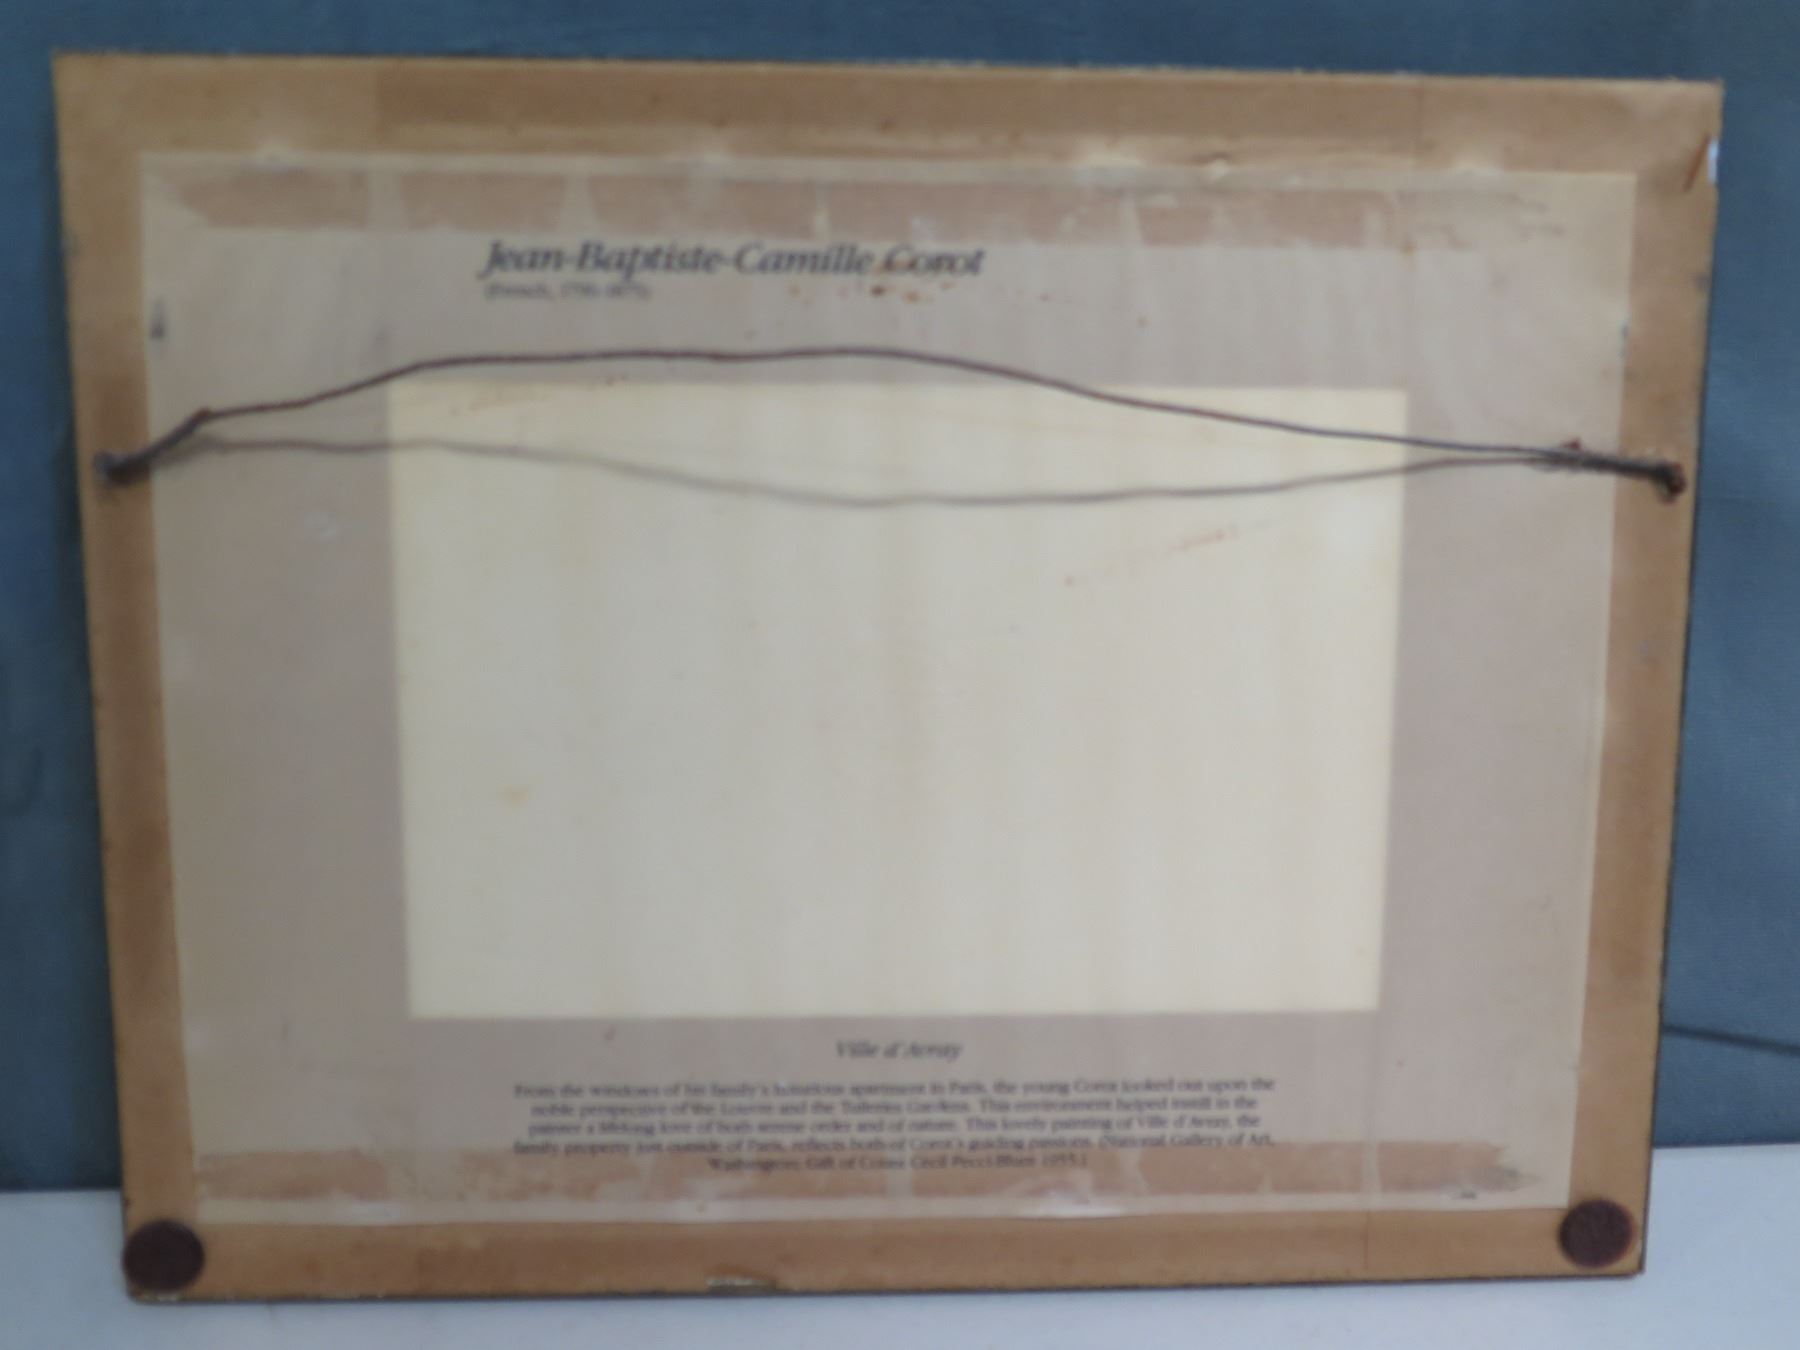 Jean-Baptiste-Camille Corot
(French, 1796-1875)
Ville d'Avray
From the windows of his family's luxurious apartment in Paris, the young Corot looked out upon the
noble perspective of the Louvre and the Tuileries Gardens. This environment helped instill in the
painter a lifelong love of both serene order and of nature. This lovely painting of Ville d'Avray, the
family property just outside of Paris, reflects both of Corot's guiding passions. (National Gallery of Art,
Washington; Gift of Count Cecil Pecci-Blunt 1955.)